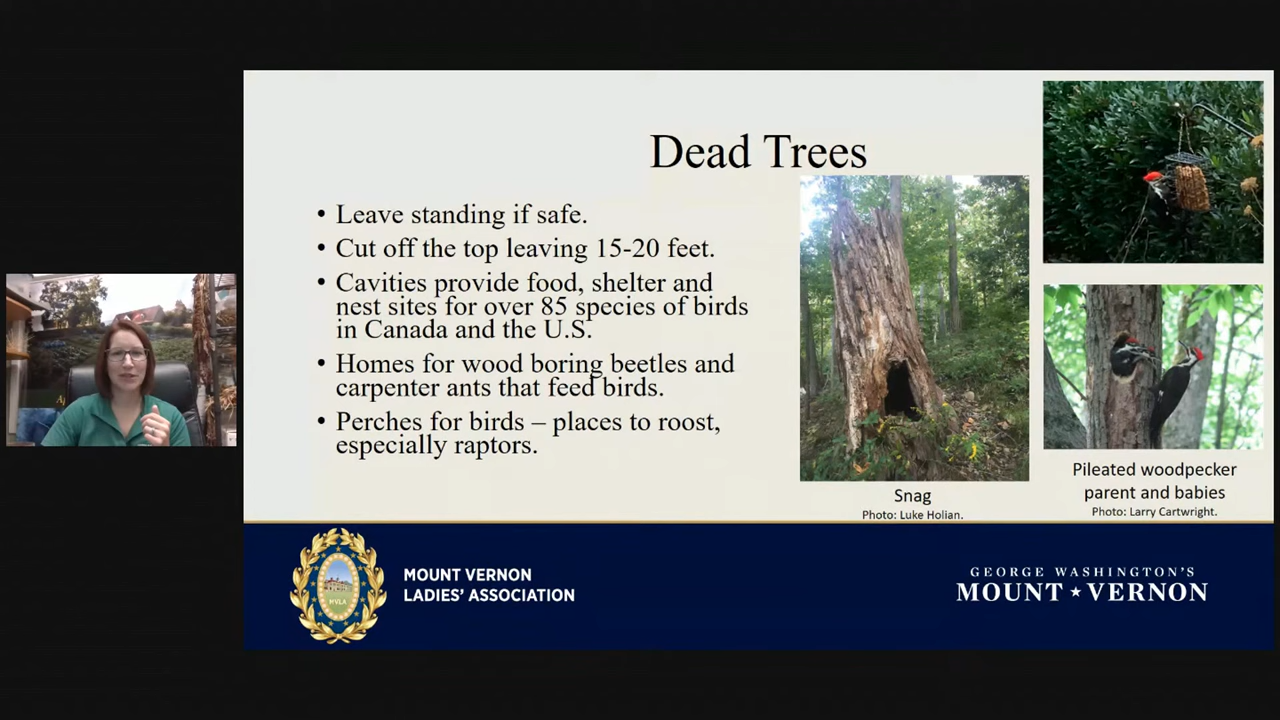 Dead Trees
• Leave standing if safe.
• Cut off the top leaving 15-20 feet.
• Cavities provide food, shelter and
nest sites for over 85 species of birds
in Canada and the U.S.
• Homes for wood boring beetles and
carpenter ants that feed birds.
• Perches for birds – places to roost,
especially raptors.
Snag
Photo: Luke Holian.
Pileated woodpecker
parent and babies
Photo: Larry Cartwright.
MVLA
MOUNT VERNON
LADIES’ ASSOCIATION
GEORGE WASHINGTON’S
MOUNT ★ VERNON